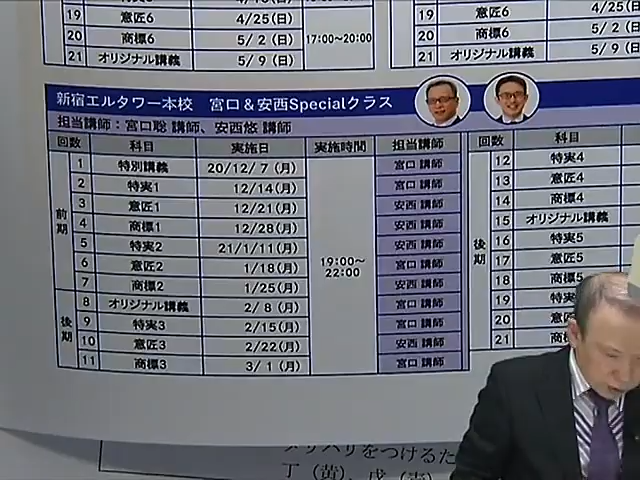 19 意匠6 4/25(日)
20 商標6 5/ 2 (日) 17:00~20:00
21 オリジナル講義 5/ 9 (日)
19 意匠6 4/25(日
20 商標6 5/ 2 (日
21 オリジナル講義 5/ 9 (日
新宿エルタワー本校 宮口&安西Specialクラス
担当講師:宮口聡 講師、安西悠 講師
回数 科目 実施日 実施時間 担当講師
前期
1 特別講義 20/12/ 7 (月) 宮口 講師
2 特実1 12/14(月) 宮口 講師
3 意匠1 12/21(月) 安西 講師
4 商標1 12/28(月) 安西 講師
5 特実2 21/1/11(月) 安西 講師
19:00~22:00
6 意匠2 1/18(月) 宮口 講師
7 商標2 1/25(月) 安西 講師
後期
8 オリジナル講義 2/ 8 (月) 宮口 講師
9 特実3 2/15(月) 宮口 講師
10 意匠3 2/22(月) 安西 講師
11 商標3 3/ 1 (月) 宮口 講師
回数 科目
後期
12 特実4
13 意匠4
14 商標4
15 オリジナル講義
16 特実5
17 意匠5
18 商標5
19 特実
20 意
21 商
メリハリをつけるた
丁(黄)、戊(壱)